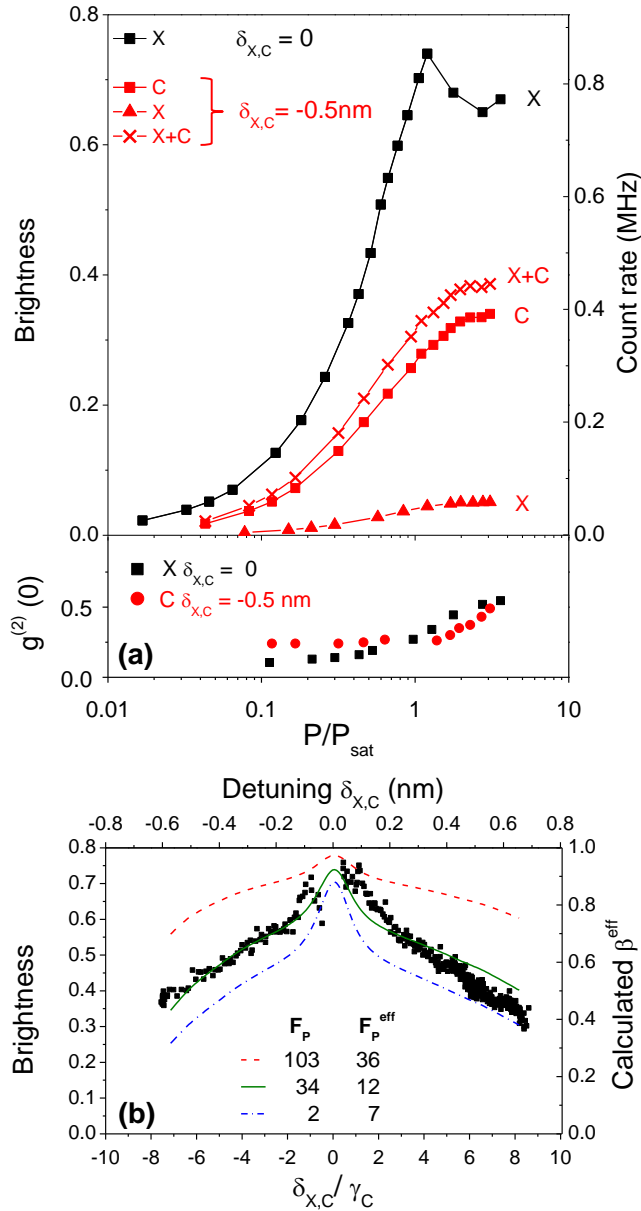 X δX,C = 0
C
X δX,C = -0.5nm
X+C
X
X+C
C
X
0.8
0.6
0.4
0.2
0.0
Brightness
0.8
0.6
0.4
0.2
0.0
Count rate (MHz)
X δX,C = 0
C δX,C = -0.5 nm
0.5
0.0
g(2) (0)
(a)
0.01 0.1 1 10
P/Psat
Detuning δX,C (nm)
-0.8 -0.6 -0.4 -0.2 0.0 0.2 0.4 0.6 0.8
0.8
0.7
0.6
0.5
0.4
0.3
0.2
0.1
0.0
Brightness
1.0
0.8
0.6
0.4
0.2
0.0
Calculated βeff
FP FPeff
103 36
34 12
2 7
(b)
-10 -8 -6 -4 -2 0 2 4 6 8 10
δX,C/ γC